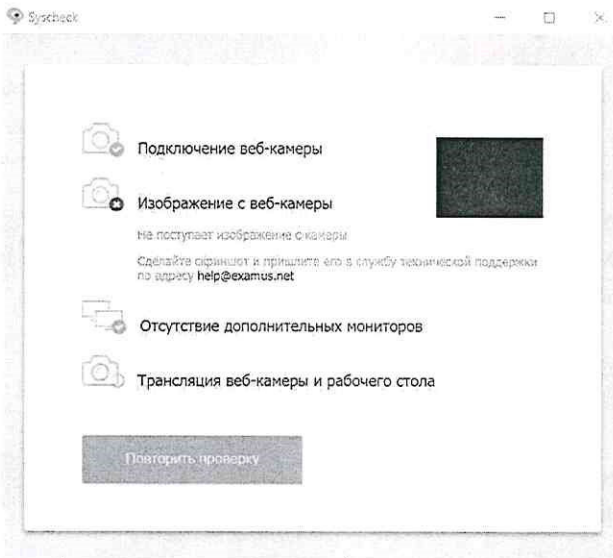 Syscheck
Подключение веб-камеры
Изображение с веб-камеры
Не поступает изображение с камеры
Сделайте скриншот и пришлите его в службу технической поддержки
по адресу help@examus.net
Отсутствие дополнительных мониторов
Трансляция веб-камеры и рабочего стола
Повторить проверку